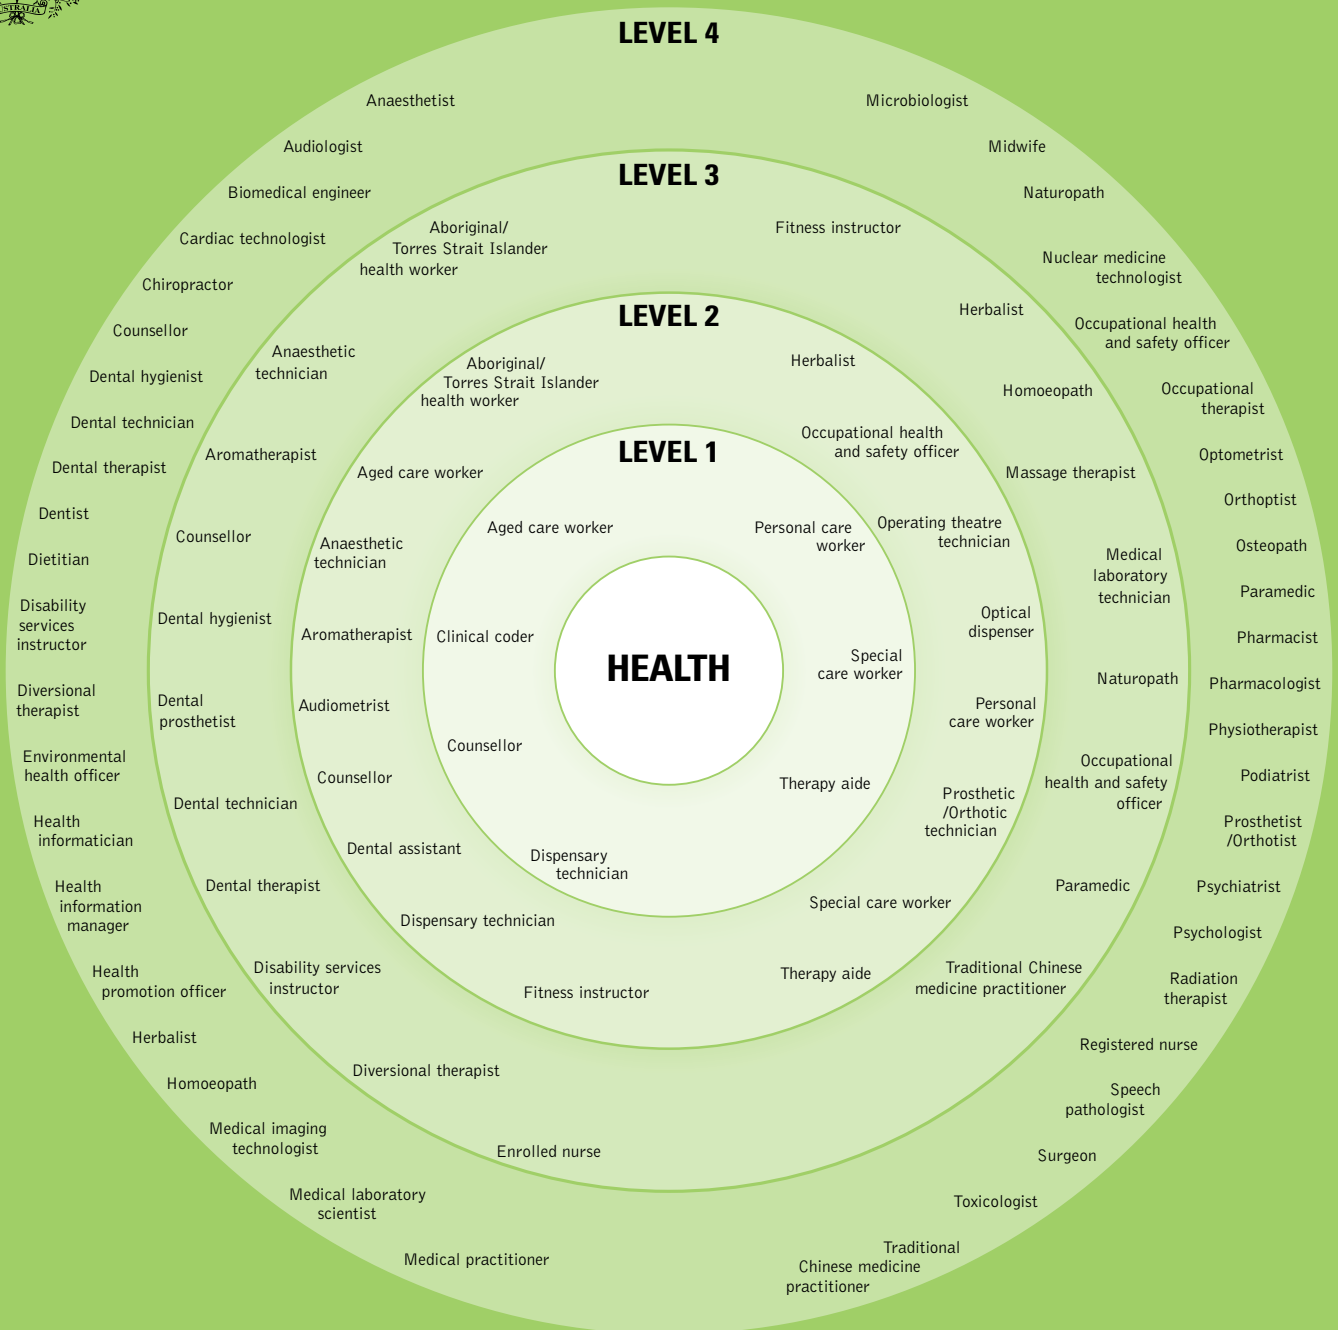 USTRALIA
LEVEL 4
Anaesthetist
Audiologist
Biomedical engineer
Cardiac technologist
Chiropractor
Counsellor
Dental hygienist
Dental technician
Dental therapist
Dentist
Dietitian
Disability
services
instructor
Diversional
therapist
Environmental
health officer
Health
informatician
Health
information
manager
Health
promotion officer
Herbalist
Homoeopath
Medical imaging
technologist
Medical laboratory
scientist
Medical practitioner
Microbiologist
Midwife
Naturopath
Nuclear medicine
technologist
Occupational health
and safety officer
Occupational
therapist
Optometrist
Orthoptist
Osteopath
Paramedic
Pharmacist
Pharmacologist
Physiotherapist
Podiatrist
Prosthetist
/Orthotist
Psychiatrist
Psychologist
Radiation
therapist
Registered nurse
Speech
pathologist
Surgeon
Toxicologist
Traditional
Chinese medicine
practitioner
LEVEL 3
Aboriginal/
Torres Strait Islander
health worker
Anaesthetic
technician
Aromatherapist
Counsellor
Dental hygienist
Dental
prosthetist
Dental technician
Dental therapist
Disability services
instructor
Diversional therapist
Enrolled nurse
Fitness instructor
Herbalist
Homoeopath
Massage therapist
Medical
laboratory
technician
Naturopath
Occupational
health and safety
officer
Paramedic
Traditional Chinese
medicine practitioner
LEVEL 2
Aboriginal/
Torres Strait Islander
health worker
Aged care worker
Anaesthetic
technician
Aromatherapist
Audiometrist
Counsellor
Dental assistant
Dispensary technician
Fitness instructor
Herbalist
Occupational health
and safety officer
Operating theatre
technician
Optical
dispenser
Personal
care worker
Prosthetic
/Orthotic
technician
Special care worker
Therapy aide
LEVEL 1
Aged care worker
Clinical coder
Counsellor
Dispensary
technician
Personal care
worker
Special
care worker
Therapy aide
HEALTH